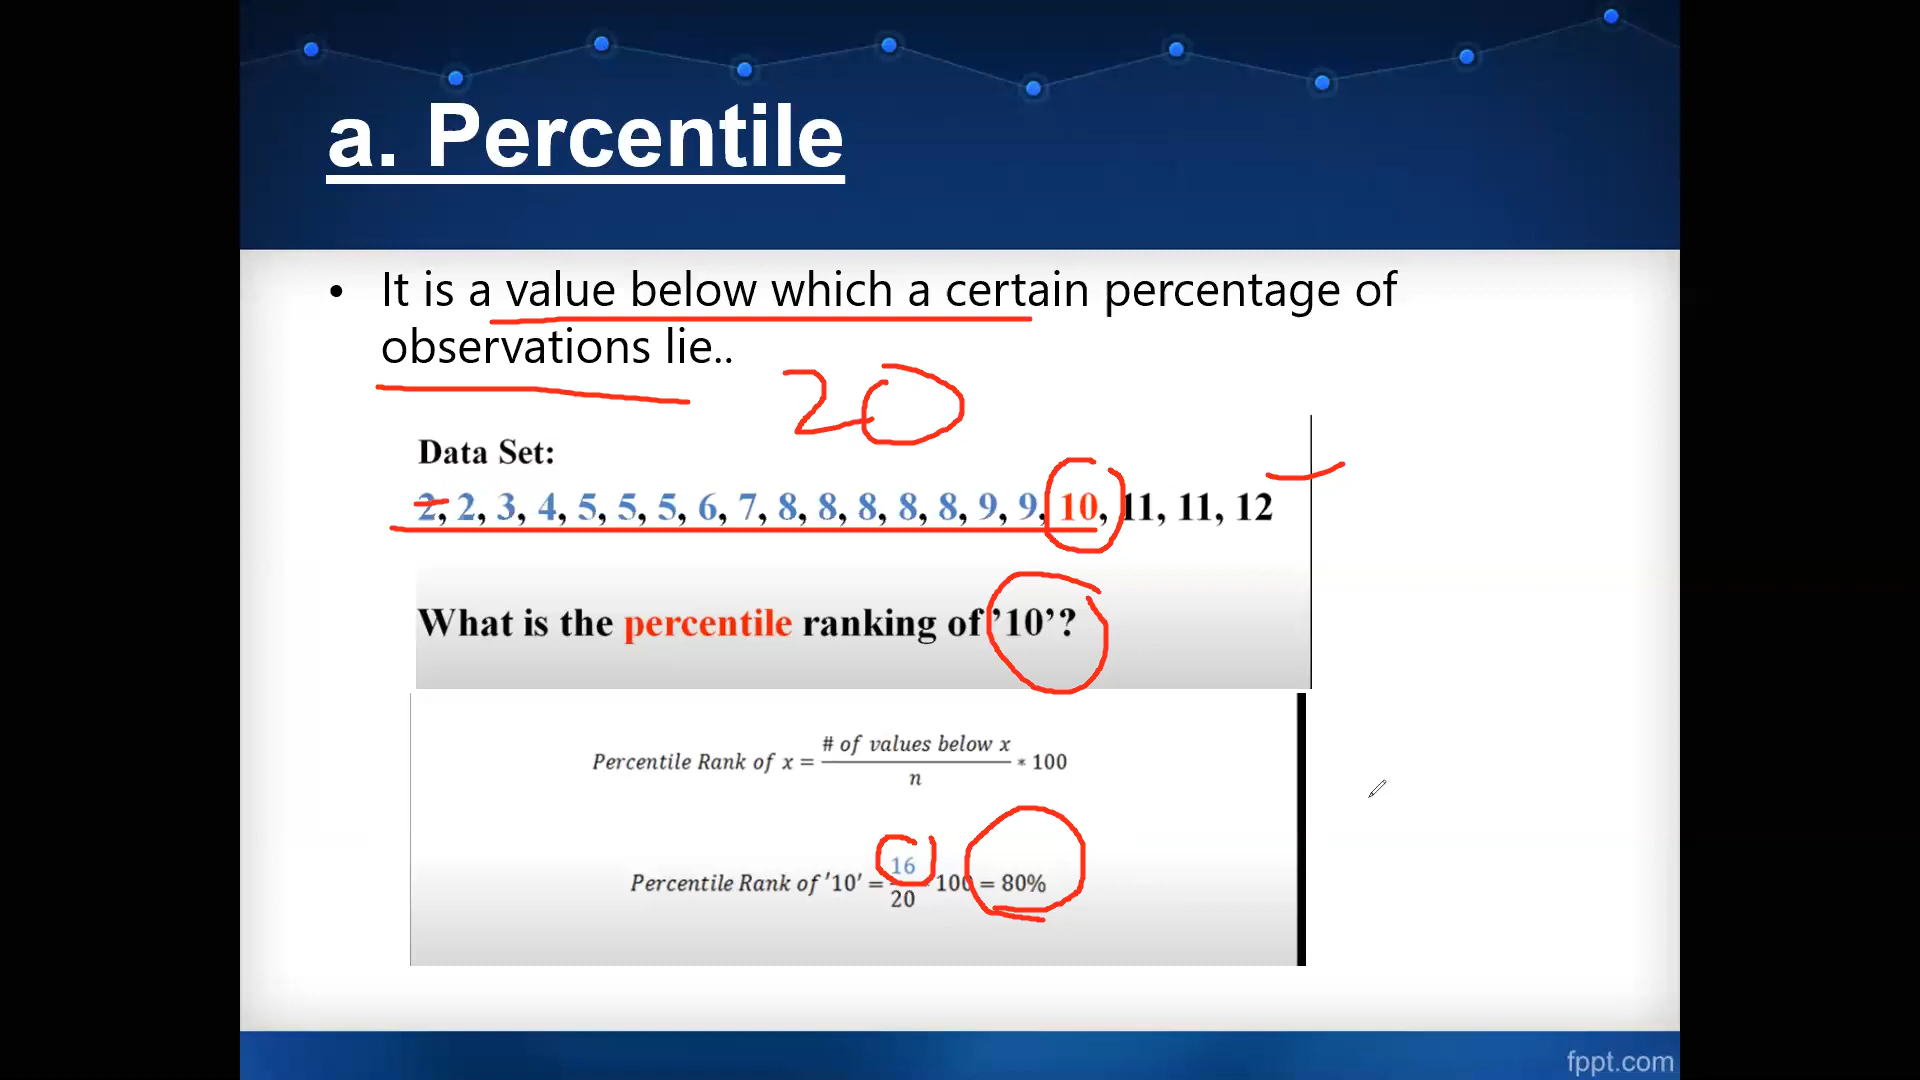 a. Percentile
• It is a value below which a certain percentage of
observations lie..
20
Data Set:
2, 2, 3, 4, 5, 5, 5, 6, 7, 8, 8, 8, 8, 8, 9, 9, 10, 11, 11, 12
What is the percentile ranking of ’10’?
Percentile Rank of x = # of values below x / n * 100
Percentile Rank of '10' = 16 / 20 100 = 80%
fppt.com